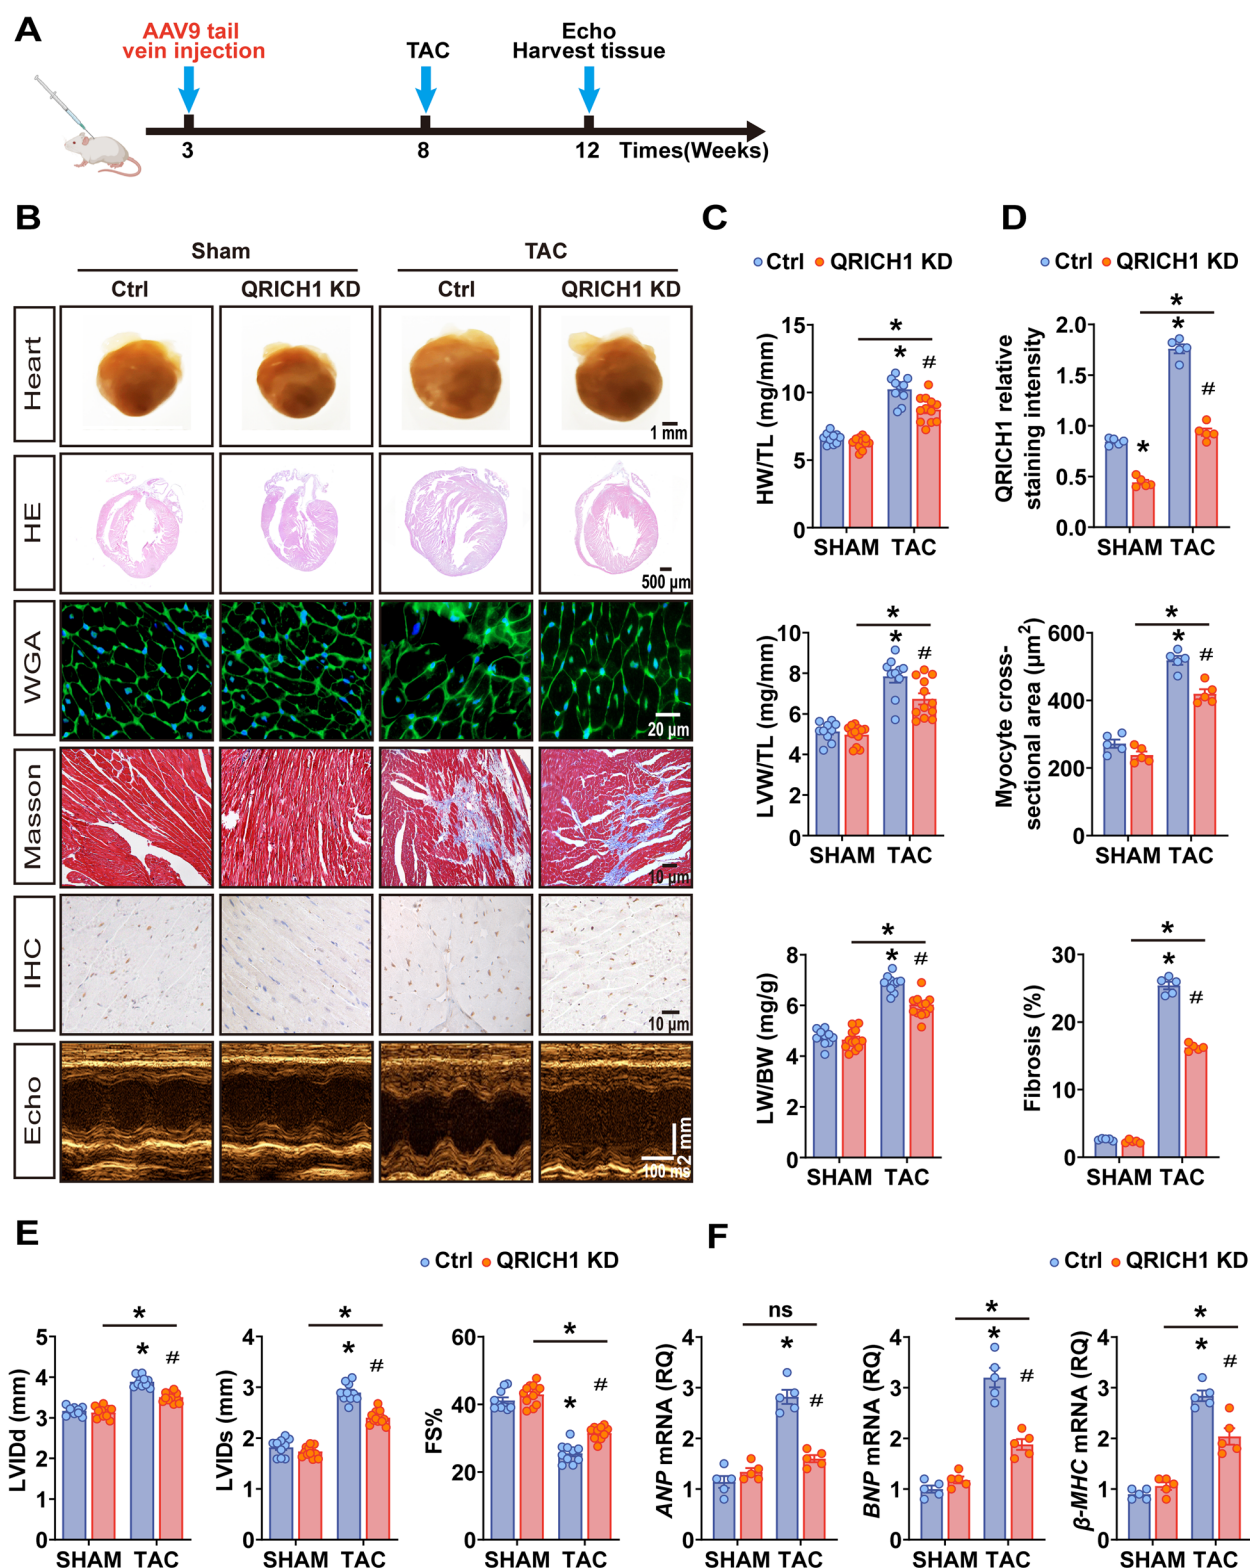 A
AAV9 tail
vein injection
TAC
Echo
Harvest tissue
3
8
12
Times(Weeks)
B
Sham
TAC
Ctrl
QRICH1 KD
Ctrl
QRICH1 KD
Heart
1 mm
HE
500 µm
WGA
20 µm
Masson
10 µm
IHC
10 µm
Echo
2 mm
100 ms
C
Ctrl
QRICH1 KD
HW/TL (mg/mm)
15
10
5
0
*
*
#
SHAM
TAC
LVW/TL (mg/mm)
10
8
6
4
2
0
*
*
#
SHAM
TAC
LW/BW (mg/g)
8
6
4
2
0
*
*
#
SHAM
TAC
D
Ctrl
QRICH1 KD
QRICH1 relative
staining intensity
2.0
1.5
1.0
0.5
0.0
*
*
#
*
SHAM
TAC
Myocyte cross-
sectional area (µm²)
600
400
200
0
*
*
#
SHAM
TAC
Fibrosis (%)
30
20
10
0
*
*
#
SHAM
TAC
E
Ctrl
QRICH1 KD
LVIDd (mm)
5
4
3
2
1
0
*
*
#
SHAM
TAC
LVIDs (mm)
4
3
2
1
0
*
*
#
SHAM
TAC
FS%
60
40
20
0
*
*
#
SHAM
TAC
F
Ctrl
QRICH1 KD
ANP mRNA (RQ)
4
3
2
1
0
ns
*
#
SHAM
TAC
BNP mRNA (RQ)
4
3
2
1
0
*
*
#
SHAM
TAC
β-MHC mRNA (RQ)
4
3
2
1
0
*
*
#
SHAM
TAC